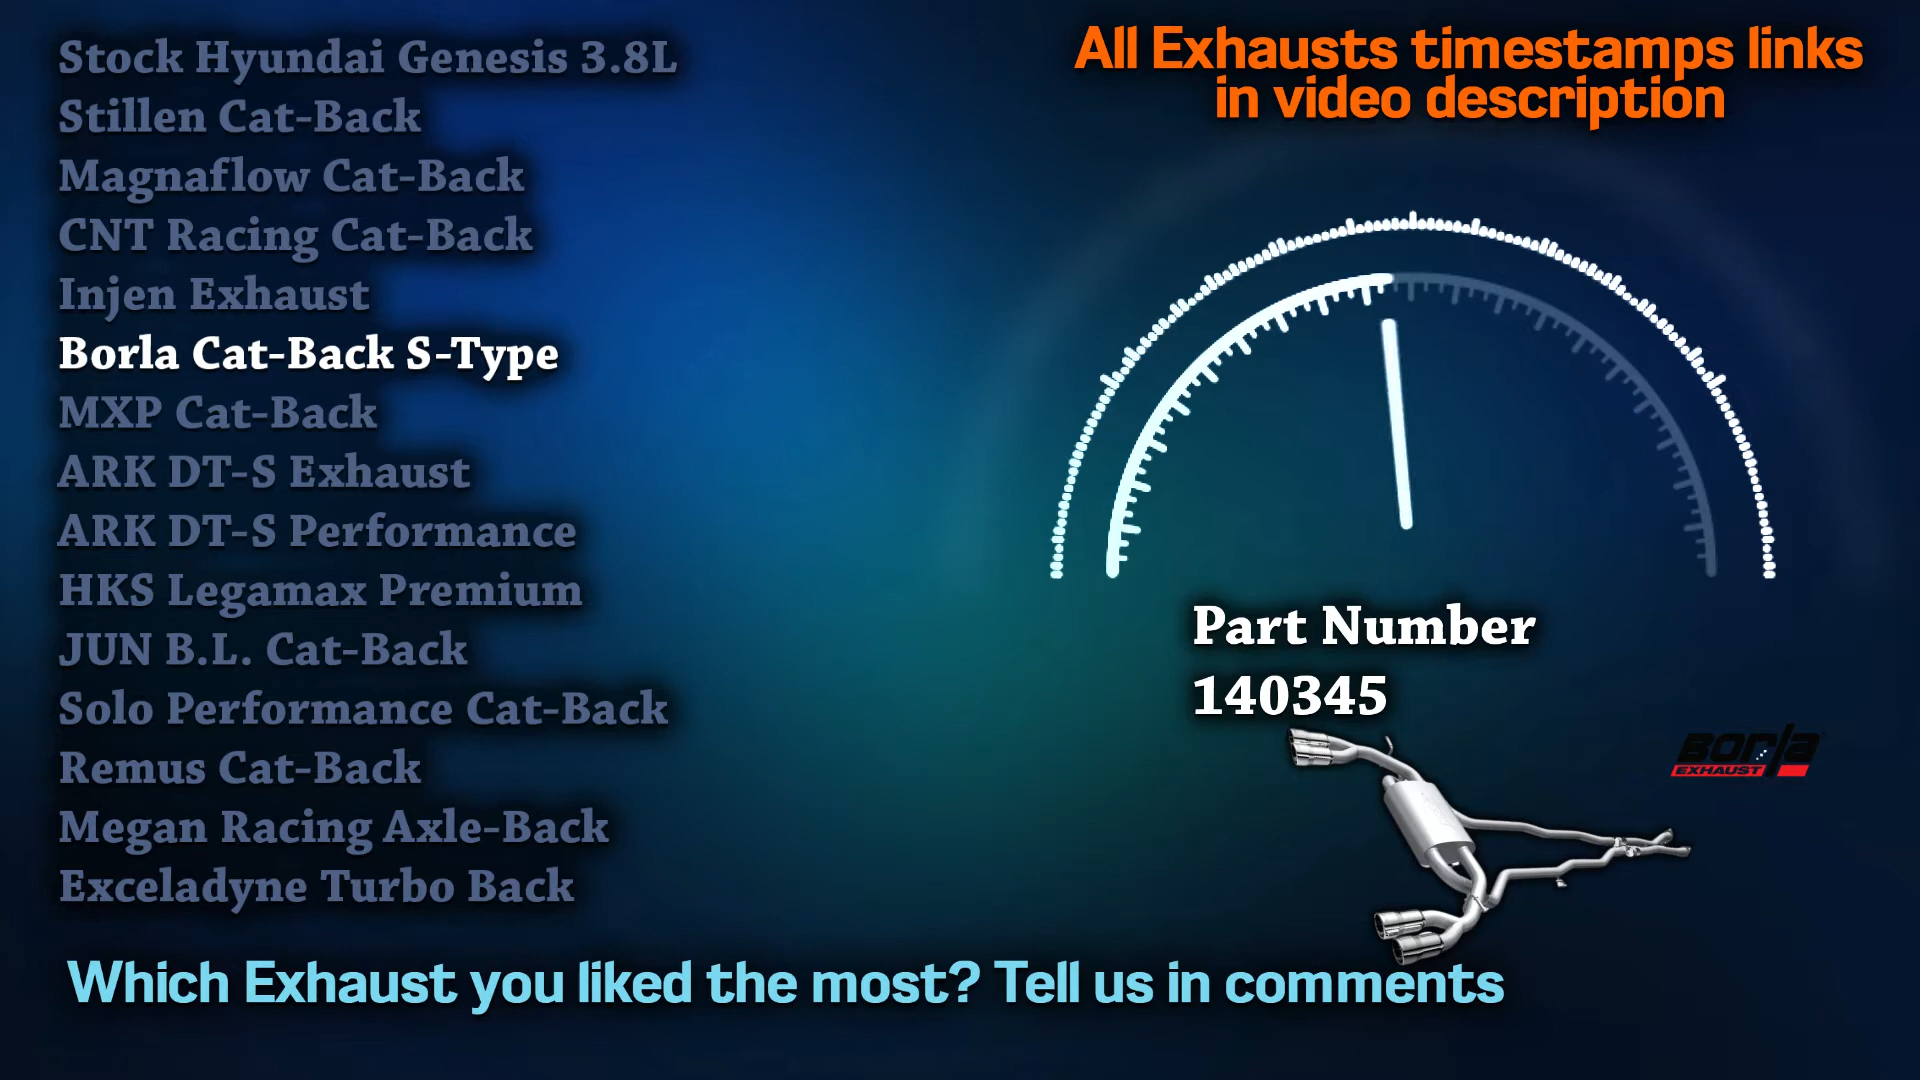 Stock Hyundai Genesis 3.8L
Stillen Cat-Back
Magnaflow Cat-Back
CNT Racing Cat-Back
Injen Exhaust
Borla Cat-Back S-Type
MXP Cat-Back
ARK DT-S Exhaust
ARK DT-S Performance
HKS Legamax Premium
JUN B.L. Cat-Back
Solo Performance Cat-Back
Remus Cat-Back
Megan Racing Axle-Back
Exceladyne Turbo Back
All Exhausts timestamps links
in video description
Part Number
140345
Borla
EXHAUST
Which Exhaust you liked the most? Tell us in comments